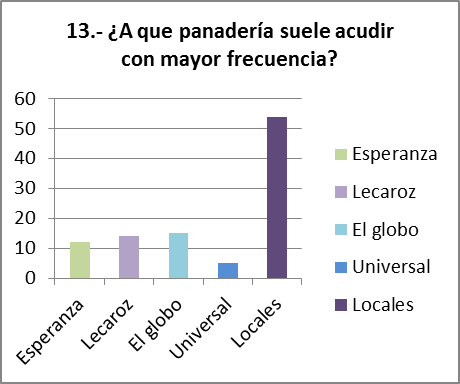 13.- ¿A que panadería suele acudir
con mayor frecuencia?
60
50
40
30
20
10
0
Esperanza
Lecaroz
El globo
Universal
Locales
Esperanza
Lecaroz
El globo
Universal
Locales